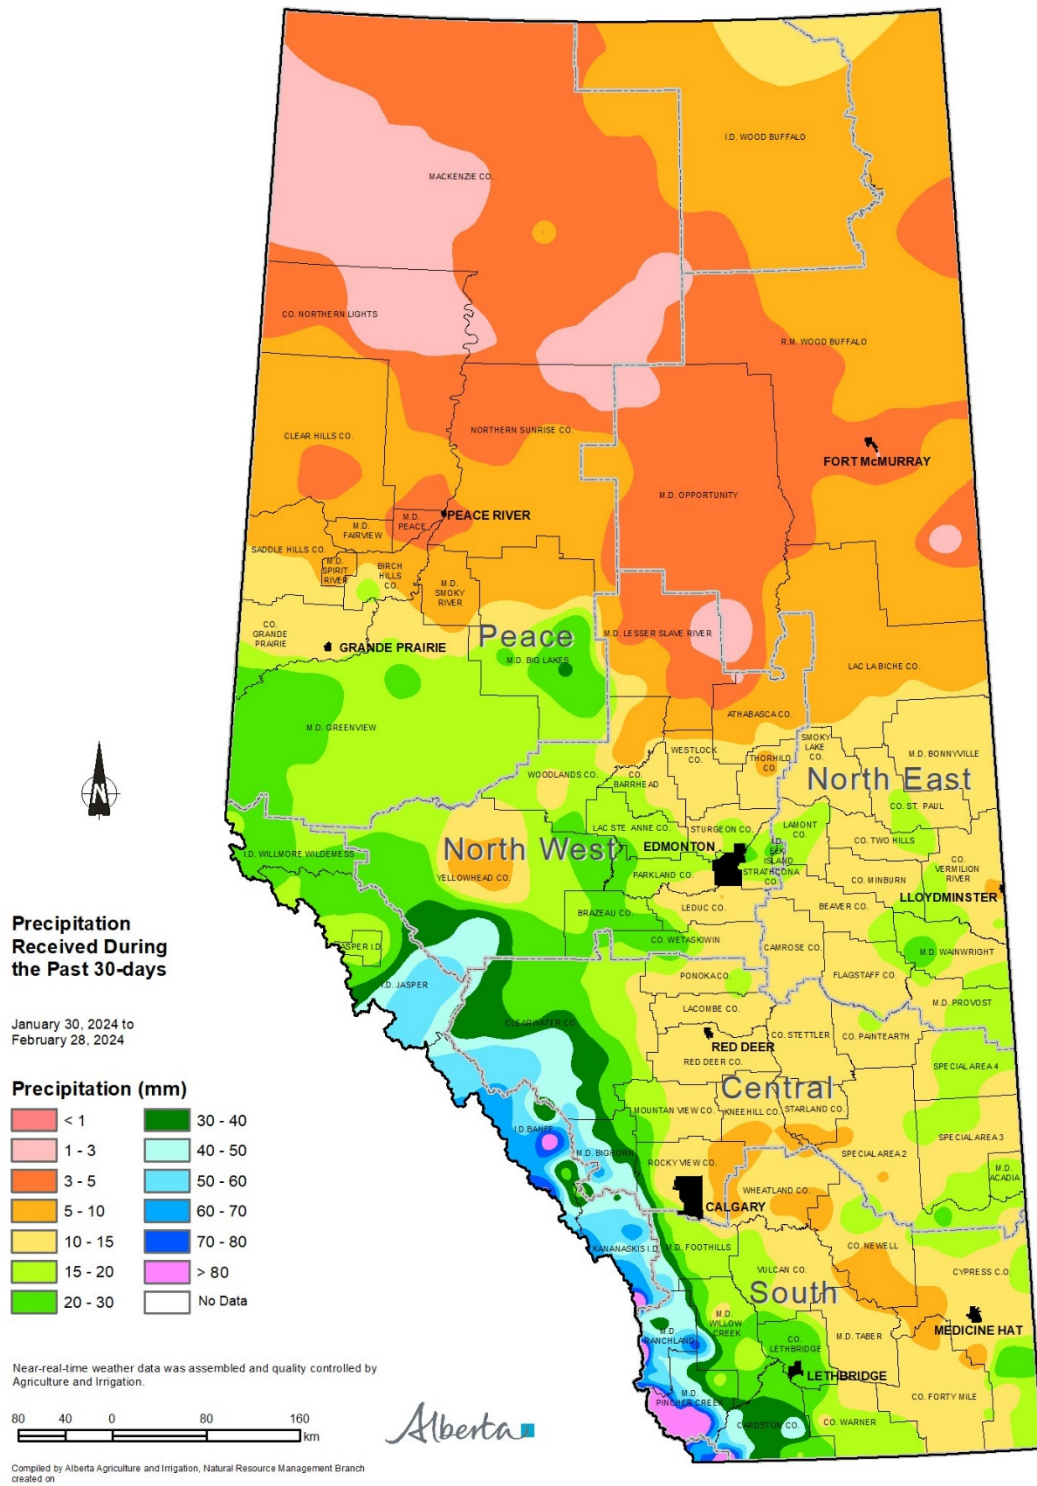 I.D. WOOD BUFFALO
MACKENZIE CO.
CO. NORTHERN LIGHTS
R.M. WOOD BUFFALO
CLEAR HILLS CO.
NORTHERN SUNRISE CO.
FORT McMURRAY
M.D. OPPORTUNITY
M.D.
PEACE
PEACE RIVER
M.D.
FAIRVIEW
SADDLE HILLS CO.
M.D.
SPIRIT
RIVER
BIRCH
HILLS
CO.
M.D.
SMOKY
RIVER
CO.
GRANDE
PRAIRIE
GRANDE PRAIRIE
Peace
M.D. LESSER SLAVE RIVER
M.D. BIG LAKES
LAC LA BICHE CO.
M.D. GREENVIEW
ATHABASCA CO.
WESTLOCK
CO.
SMOKY
LAKE
CO.
M.D. BONNYVILLE
THORHILD
CO.
North East
WOODLANDS CO.
CO.
BARRHEAD
CO. ST. PAUL
N
LAC STE ANNE CO.
STURGEON CO.
LAMONT
CO.
CO. TWO HILLS
North West
EDMONTON
I.D.
ELK
ISLAND
I.D. WILLMORE WILDERNESS
YELLOWHEAD CO.
PARKLAND CO.
STRATHCONA
CO.
CO. MINBURN
CO.
VERMILION
RIVER
LLOYDMINSTER
BRAZEAU CO.
LEDUC CO.
BEAVER CO.
CO. WETASKIWIN
CAMROSE CO.
M.D. WAINWRIGHT
JASPER I.D.
PONOKA CO.
FLAGSTAFF CO.
I.D. JASPER
LACOMBE CO.
M.D. PROVOST
CLEARWATER CO.
RED DEER
CO. STETTLER
CO. PAINTEARTH
RED DEER CO.
SPECIAL AREA 4
Central
MOUNTAN VIEW CO.
KNEEHILL CO.
STARLAND CO.
I.D. BANFF
SPECIAL AREA 3
M.D. BIGHORN
ROCKY VIEW CO.
SPECIAL AREA 2
M.D.
ACADIA
WHEATLAND CO.
CALGARY
KANANASKIS I.D.
M.D. FOOTHILLS
CO. NEWELL
VULCAN CO.
CYPRESS C.O.
South
M.D.
WILLOW
CREEK
M.D.
RANCHLAND
CO.
LETHBRIDGE
M.D. TABER
MEDICINE HAT
LETHBRIDGE
M.D.
PINCHER CREEK
CO. FORTY MILE
CARDSTON CO.
CO. WARNER
Precipitation
Received During
the Past 30-days
January 30, 2024 to
February 28, 2024
Precipitation (mm)
< 1
1 - 3
3 - 5
5 - 10
10 - 15
15 - 20
20 - 30
30 - 40
40 - 50
50 - 60
60 - 70
70 - 80
> 80
No Data
Near-real-time weather data was assembled and quality controlled by
Agriculture and Irrigation.
80 40 0 80 160
km
Alberta
Compiled by Alberta Agriculture and Irrigation, Natural Resource Management Branch
created on